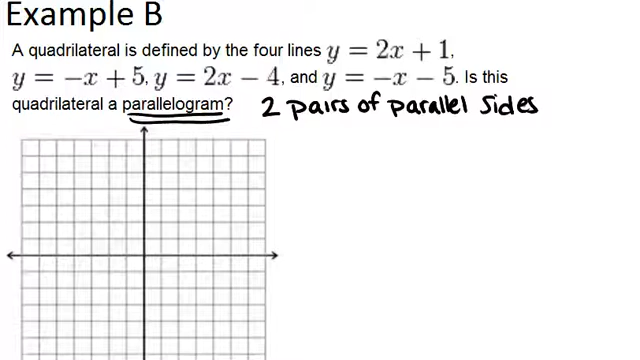 Example B
A quadrilateral is defined by the four lines y = 2x + 1,
y = −x + 5, y = 2x − 4, and y = −x − 5. Is this
quadrilateral a parallelogram? 2 pairs of parallel sides